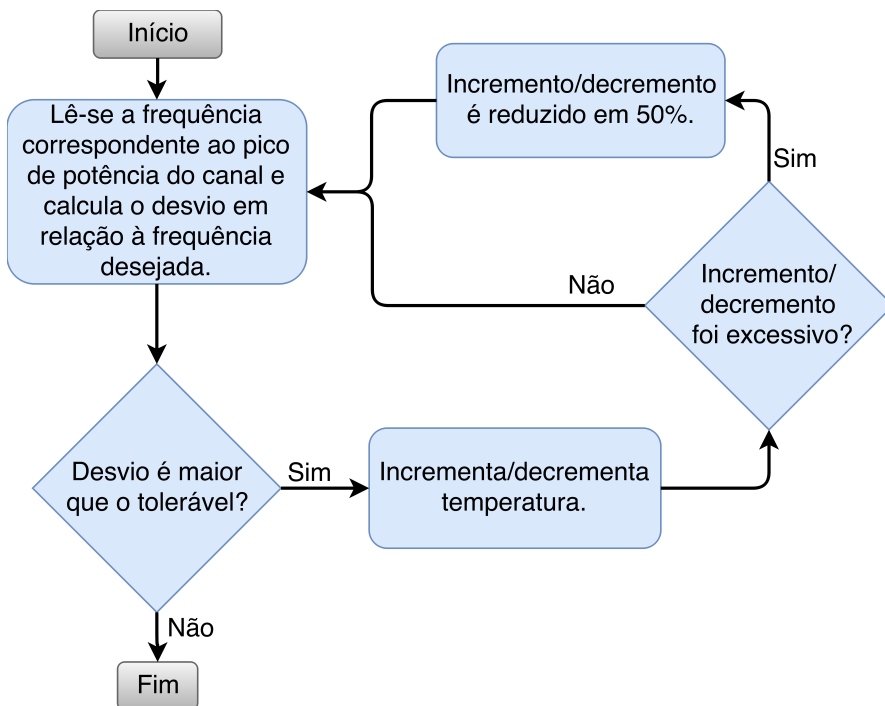 Início
Lê-se a frequência
correspondente ao pico
de potência do canal e
calcula o desvio em
relação à frequência
desejada.
Desvio é maior
que o tolerável?
Sim
Não
Fim
Incrementa/decrementa
temperatura.
Incremento/
decremento
foi excessivo?
Sim
Não
Incremento/decremento
é reduzido em 50%.